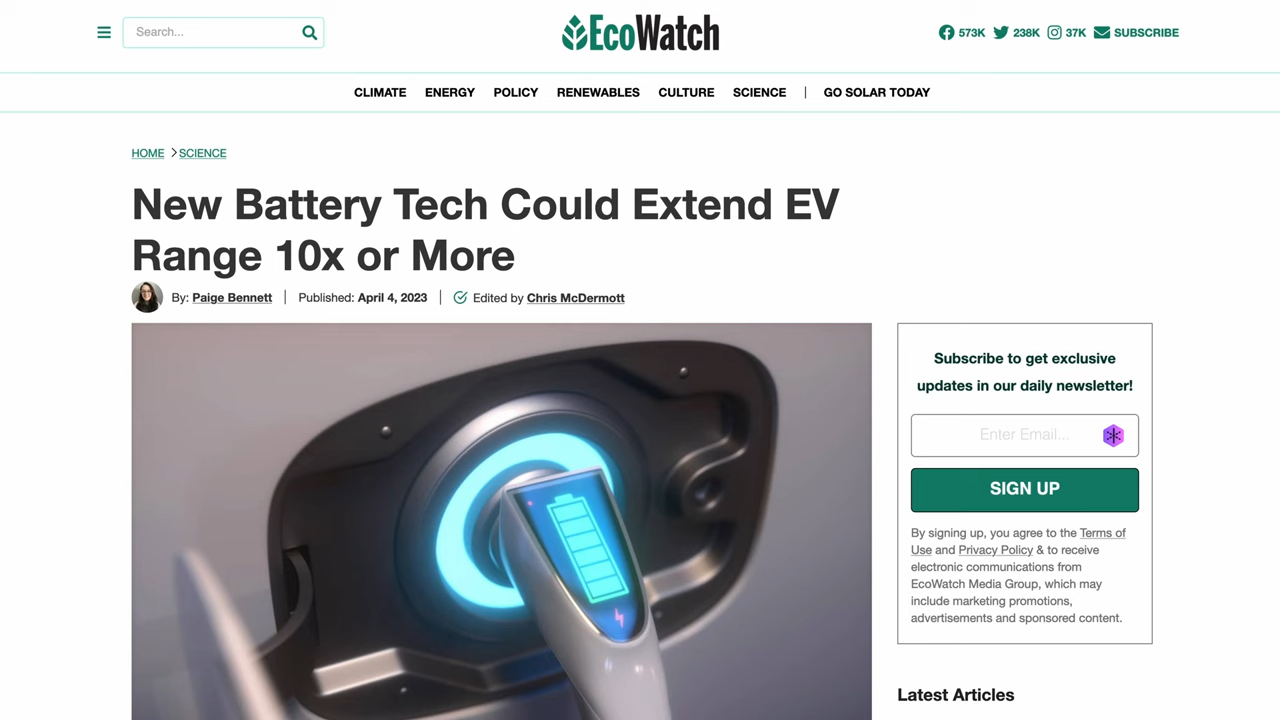 Search...
EcoWatch
573K
238K
37K
SUBSCRIBE
CLIMATE
ENERGY
POLICY
RENEWABLES
CULTURE
SCIENCE
|
GO SOLAR TODAY
HOME
SCIENCE
New Battery Tech Could Extend EV
Range 10x or More
By: Paige Bennett
Published: April 4, 2023
Edited by Chris McDermott
Subscribe to get exclusive
updates in our daily newsletter!
Enter Email...
SIGN UP
By signing up, you agree to the Terms of
Use and Privacy Policy & to receive
electronic communications from
EcoWatch Media Group, which may
include marketing promotions,
advertisements and sponsored content.
Latest Articles